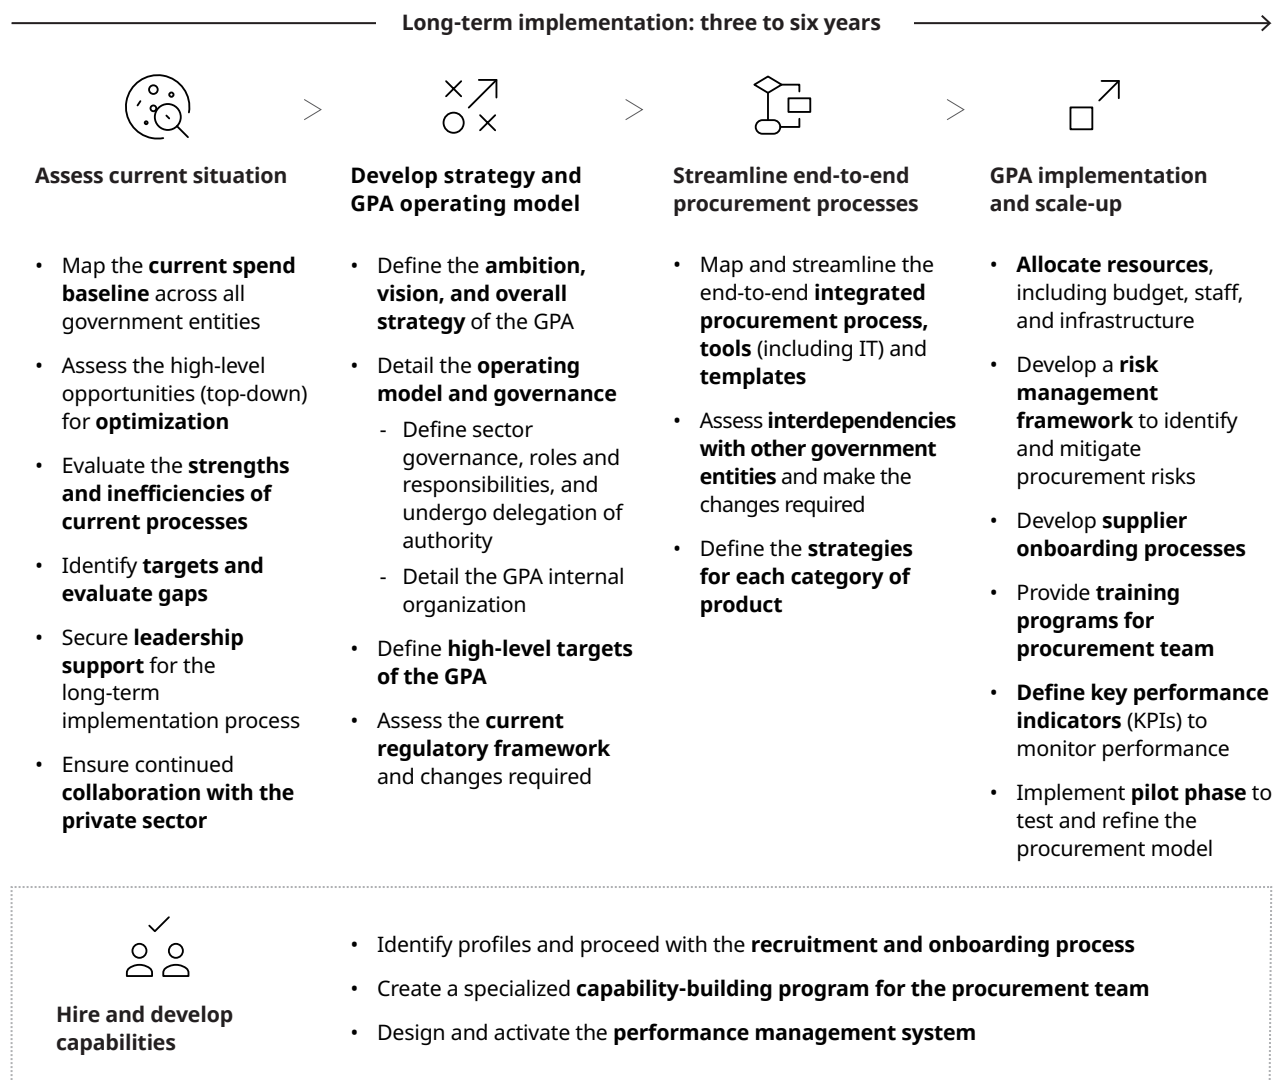 Long-term implementation: three to six years
Assess current situation
• Map the current spend
baseline across all
government entities
• Assess the high-level
opportunities (top-down)
for optimization
• Evaluate the strengths
and inefficiencies of
current processes
• Identify targets and
evaluate gaps
• Secure leadership
support for the
long-term
implementation process
• Ensure continued
collaboration with the
private sector
Develop strategy and
GPA operating model
• Define the ambition,
vision, and overall
strategy of the GPA
• Detail the operating
model and governance
- Define sector
governance, roles and
responsibilities, and
undergo delegation of
authority
- Detail the GPA internal
organization
• Define high-level targets
of the GPA
• Assess the current
regulatory framework
and changes required
Streamline end-to-end
procurement processes
• Map and streamline the
end-to-end integrated
procurement process,
tools (including IT) and
templates
• Assess interdependencies
with other government
entities and make the
changes required
• Define the strategies
for each category of
product
GPA implementation
and scale-up
• Allocate resources,
including budget, staff,
and infrastructure
• Develop a risk
management
framework to identify
and mitigate
procurement risks
• Develop supplier
onboarding processes
• Provide training
programs for
procurement team
• Define key performance
indicators (KPIs) to
monitor performance
• Implement pilot phase to
test and refine the
procurement model
Hire and develop
capabilities
• Identify profiles and proceed with the recruitment and onboarding process
• Create a specialized capability-building program for the procurement team
• Design and activate the performance management system